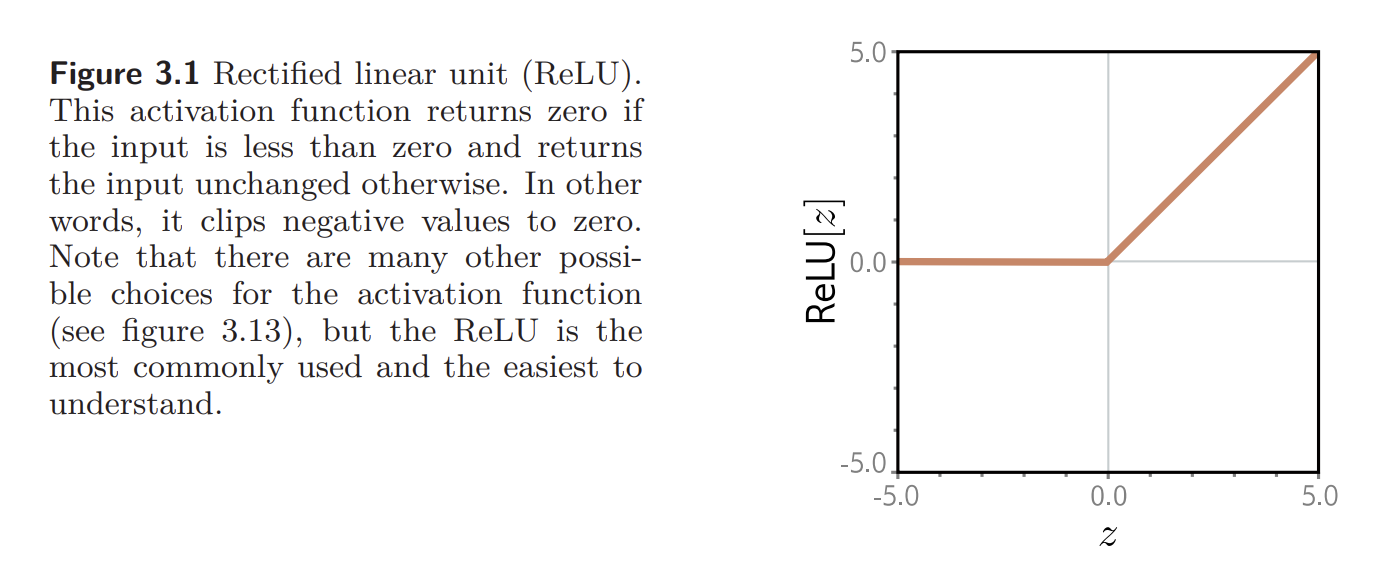 Figure 3.1 Rectified linear unit (ReLU).
This activation function returns zero if
the input is less than zero and returns
the input unchanged otherwise. In other
words, it clips negative values to zero.
Note that there are many other possi-
ble choices for the activation function
(see figure 3.13), but the ReLU is the
most commonly used and the easiest to
understand.
ReLU[z]
5.0
0.0
-5.0
-5.0 0.0 5.0
z